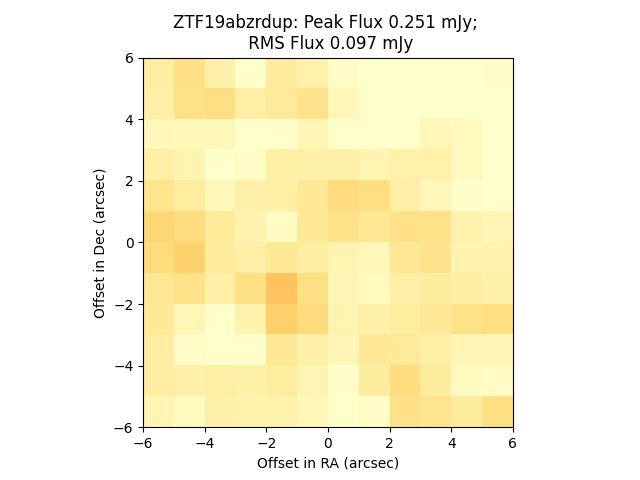 ZTF19abzrdup: Peak Flux 0.251 mJy;
RMS Flux 0.097 mJy
6
4
2
0
−2
−4
−6
Offset in Dec (arcsec)
−6 −4 −2 0 2 4 6
Offset in RA (arcsec)